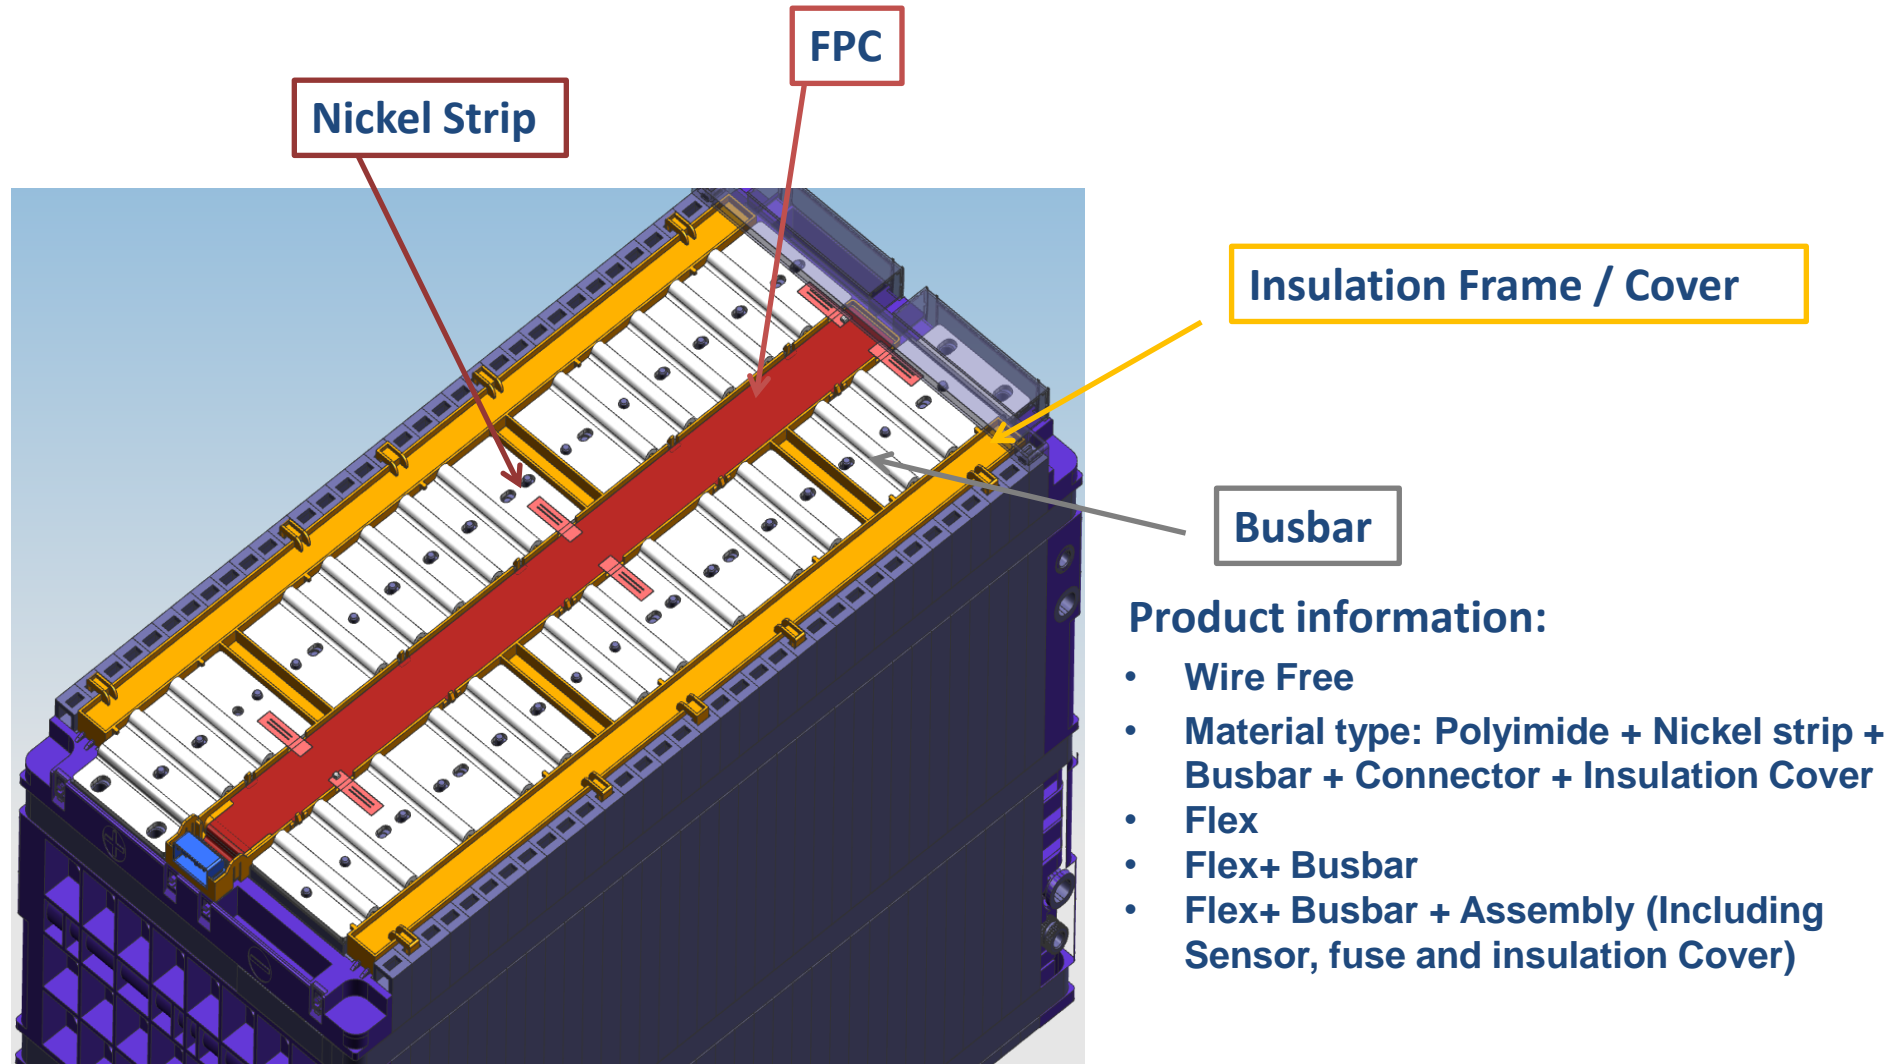 FPC
Nickel Strip
Insulation Frame / Cover
Busbar
Product information:
• Wire Free
• Material type: Polyimide + Nickel strip +
Busbar + Connector + Insulation Cover
• Flex
• Flex+ Busbar
• Flex+ Busbar + Assembly (Including
Sensor, fuse and insulation Cover)